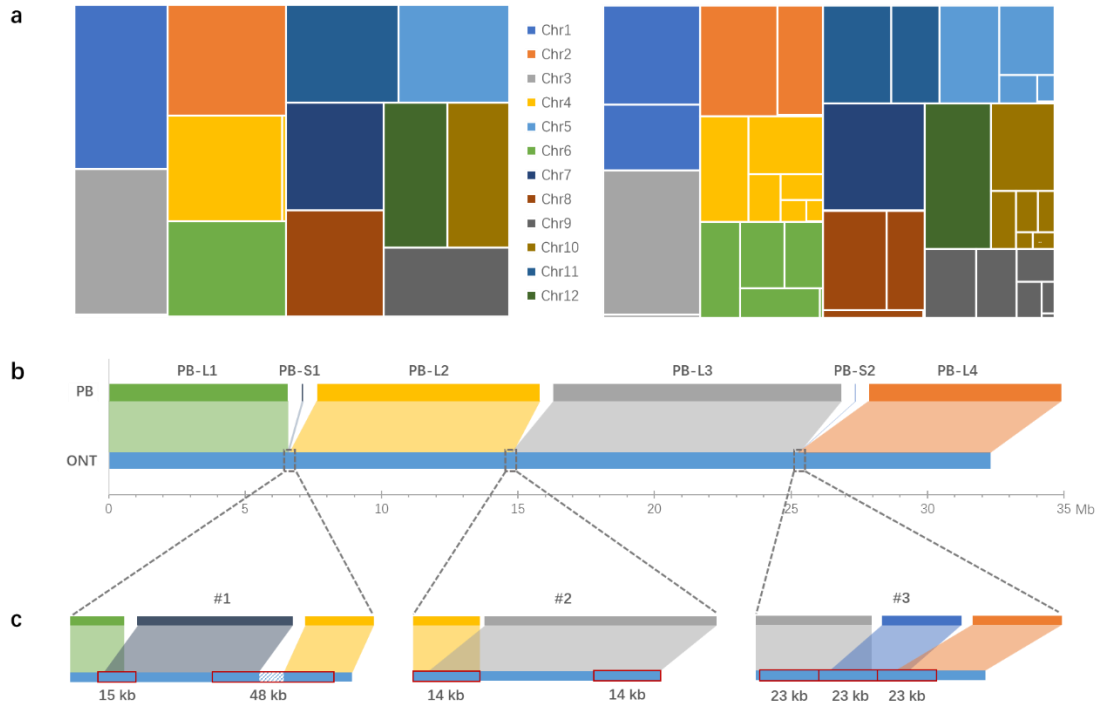 a
Chr1
Chr2
Chr3
Chr4
Chr5
Chr6
Chr7
Chr8
Chr9
Chr10
Chr11
Chr12
b
PB-L1 PB-S1 PB-L2 PB-L3 PB-S2 PB-L4
PB
ONT
0 5 10 15 20 25 30 35 Mb
#1 #2 #3
c
15 kb 48 kb 14 kb 14 kb 23 kb 23 kb 23 kb